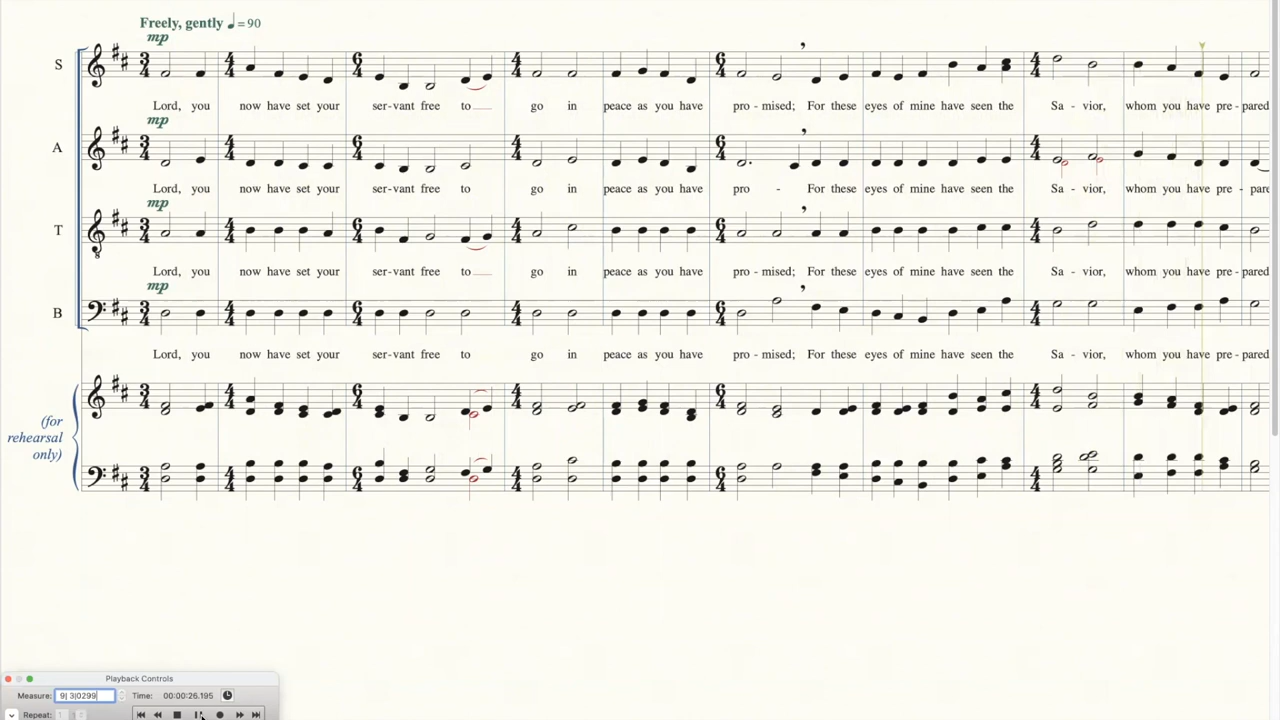 Freely, gently ♩ = 90
mp
S
Lord, you now have set your ser-vant free to go in peace as you have pro - mised; For these eyes of mine have seen the Sa - vior, whom you have pre - pared
mp
A
Lord, you now have set your ser-vant free to go in peace as you have pro - For these eyes of mine have seen the Sa - vior, whom you have pre - pare
mp
T
Lord, you now have set your ser-vant free to go in peace as you have pro - mised; For these eyes of mine have seen the Sa - vior, whom you have pre - pared
mp
B
Lord, you now have set your ser-vant free to go in peace as you have pro - mised; For these eyes of mine have seen the Sa - vior, whom you have pre - pared
(for
rehearsal
only)
Playback Controls
Measure: 9| 3|0299 Time: 00:00:26.195
Repeat: 1